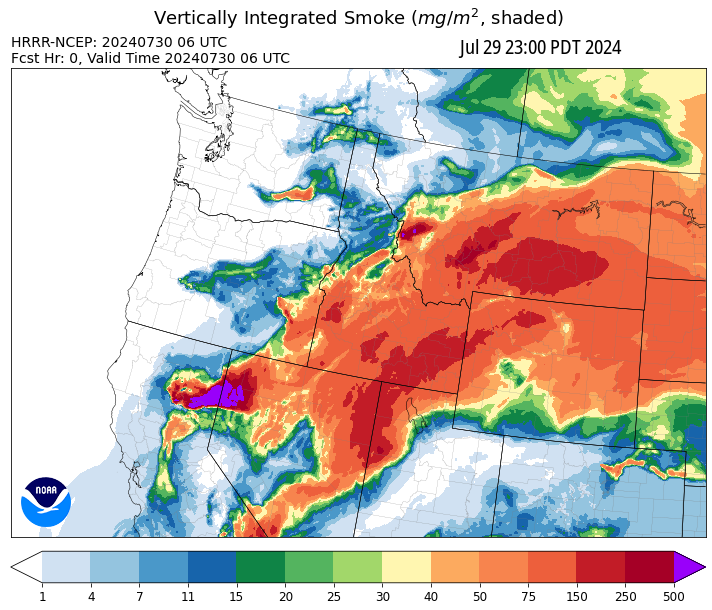 Vertically Integrated Smoke (mg/m², shaded)
HRRR-NCEP: 20240730 06 UTC
Jul 29 23:00 PDT 2024
Fcst Hr: 0, Valid Time 20240730 06 UTC
NOAA
1 4 7 11 15 20 25 30 40 50 75 150 250 500